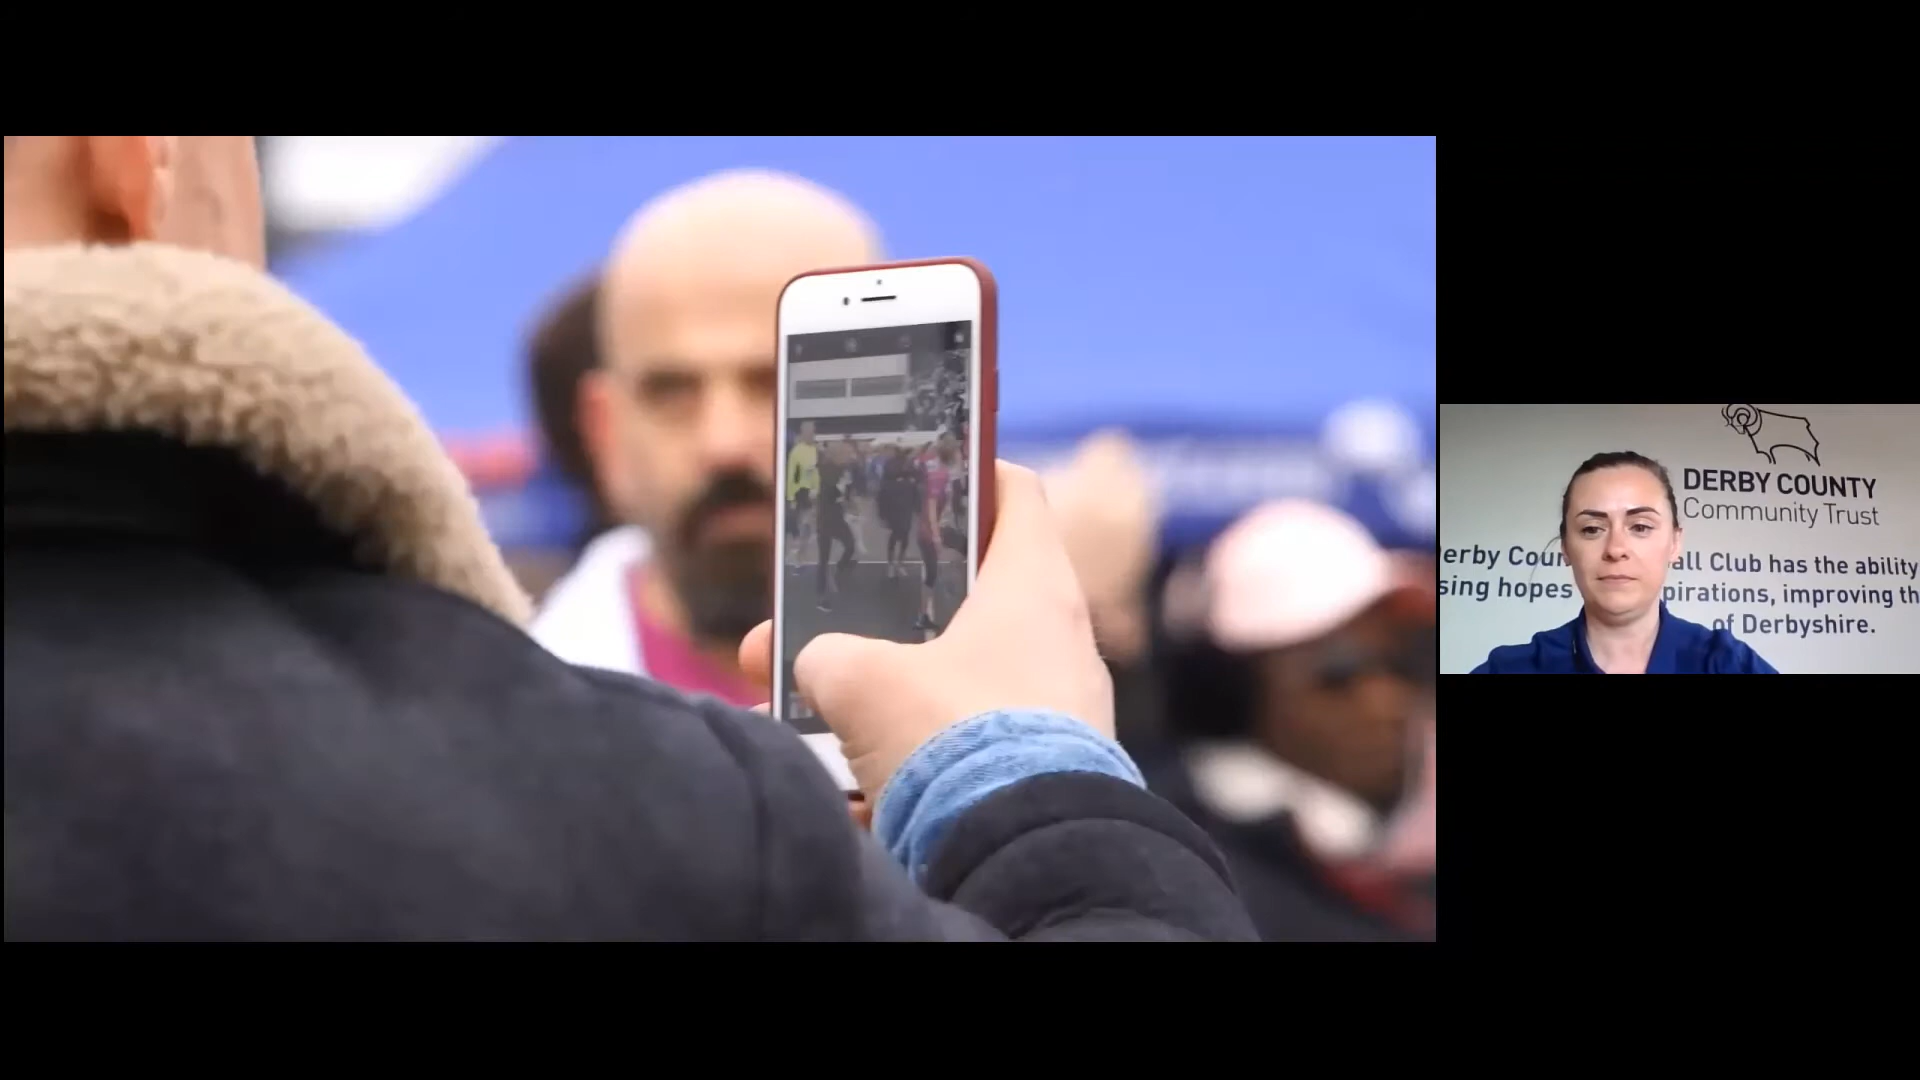 DERBY COUNTY
Community Trust
erby Coun all Club has the ability
sing hopes pirations, improving th
of Derbyshire.